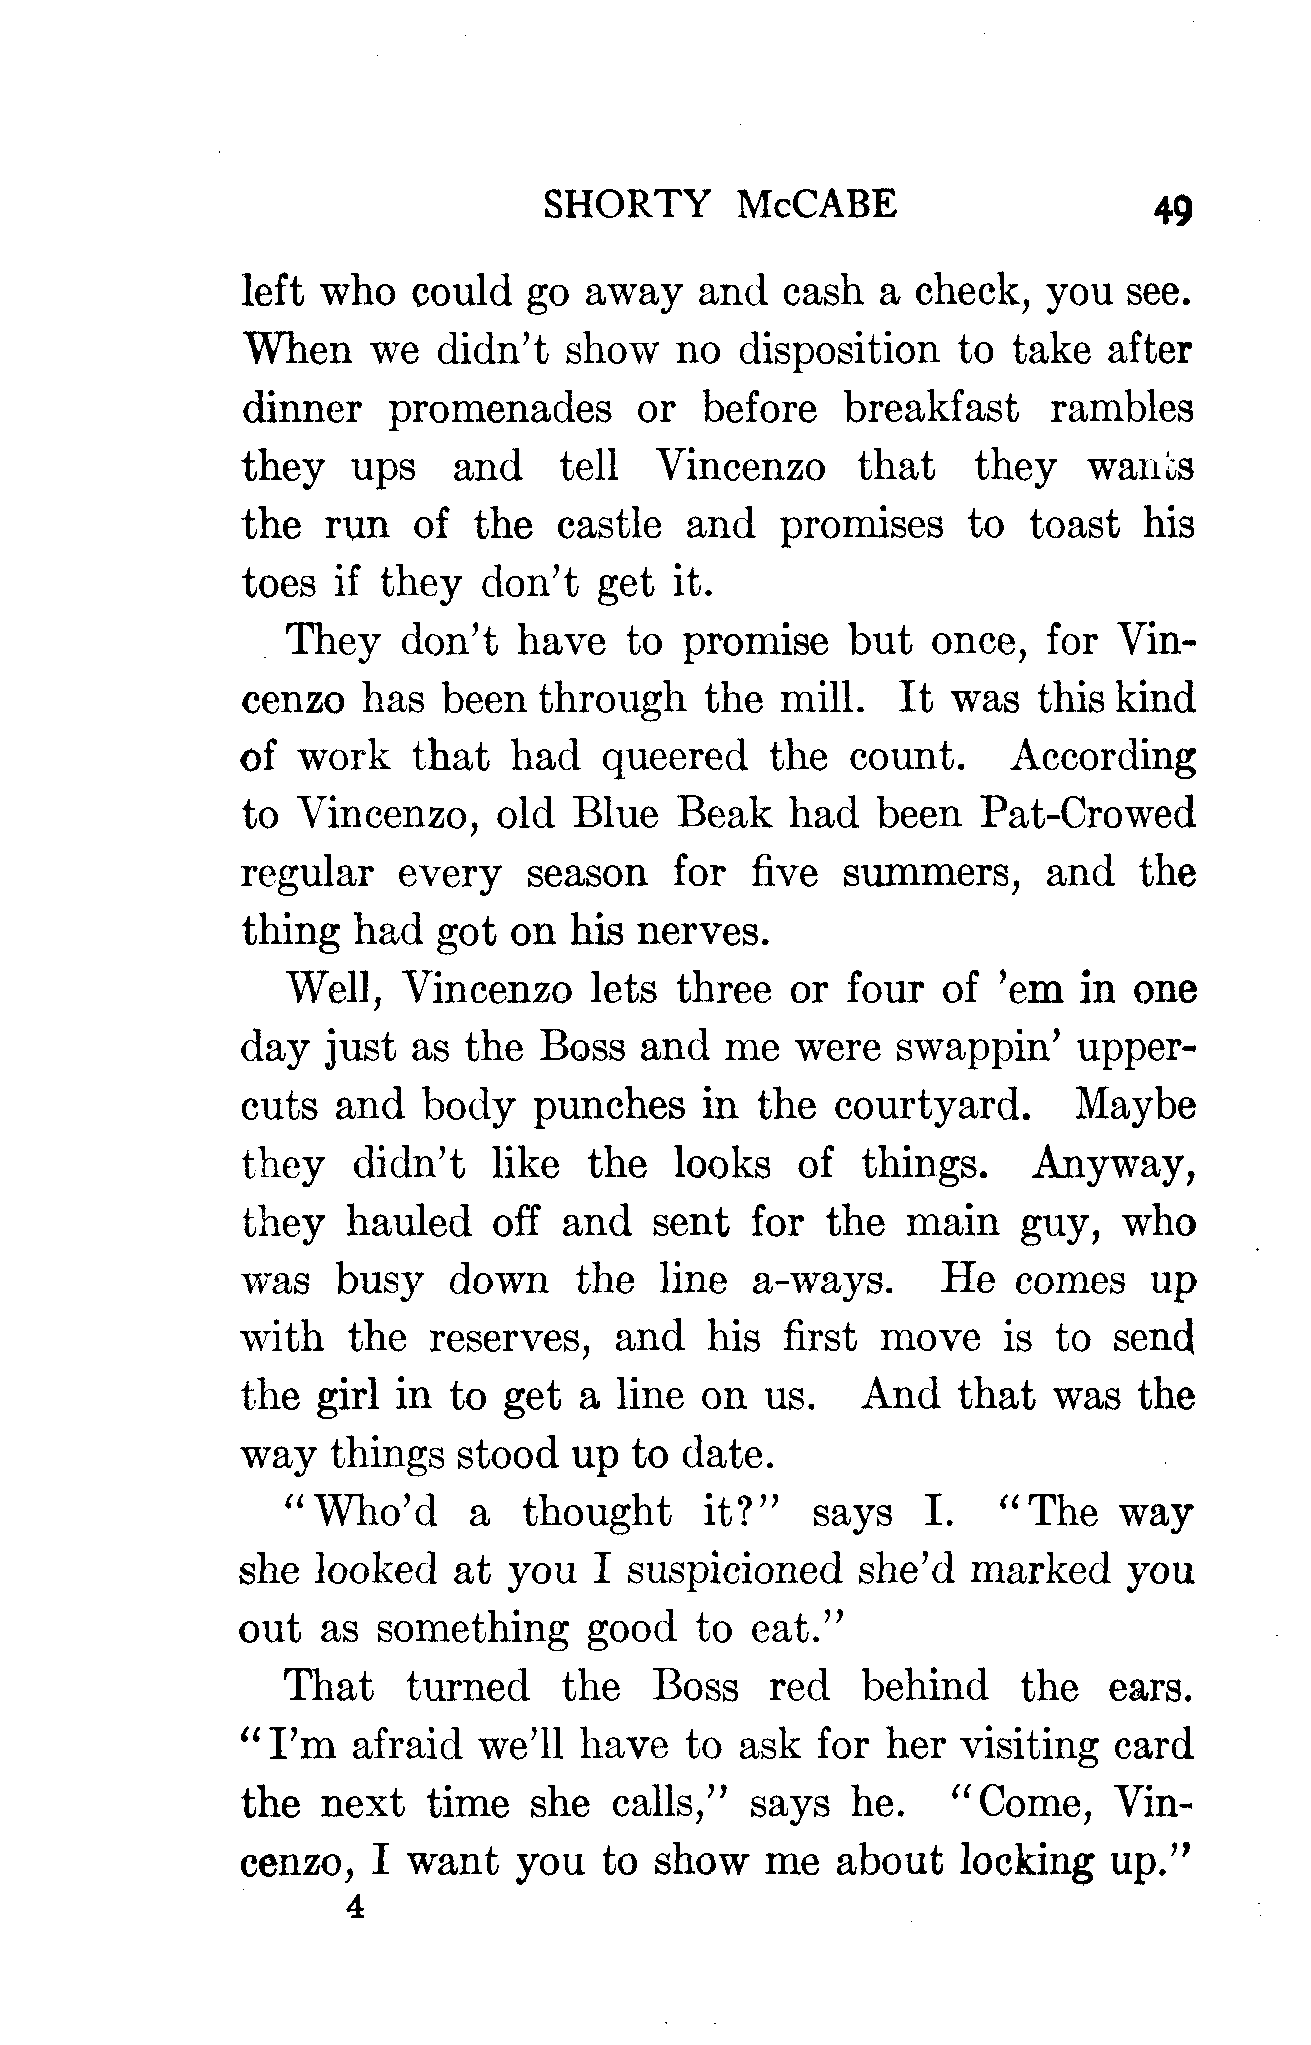 SHORTY McCABE 49
left who could go away and cash a check, you see.
When we didn't show no disposition to take after
dinner promenades or before breakfast rambles
they ups and tell Vincenzo that they wants
the run of the castle and promises to toast his
toes if they don't get it.
They don't have to promise but once, for Vin-
cenzo has been through the mill. It was this kind
of work that had queered the count. According
to Vincenzo, old Blue Beak had been Pat-Crowed
regular every season for five summers, and the
thing had got on his nerves.
Well, Vincenzo lets three or four of 'em in one
day just as the Boss and me were swappin' upper-
cuts and body punches in the courtyard. Maybe
they didn't like the looks of things. Anyway,
they hauled off and sent for the main guy, who
was busy down the line a-ways. He comes up
with the reserves, and his first move is to send
the girl in to get a line on us. And that was the
way things stood up to date.
"Who'd a thought it?" says I. "The way
she looked at you I suspicioned she'd marked you
out as something good to eat."
That turned the Boss red behind the ears.
"I'm afraid we'll have to ask for her visiting card
the next time she calls," says he. "Come, Vin-
cenzo, I want you to show me about locking up."
4